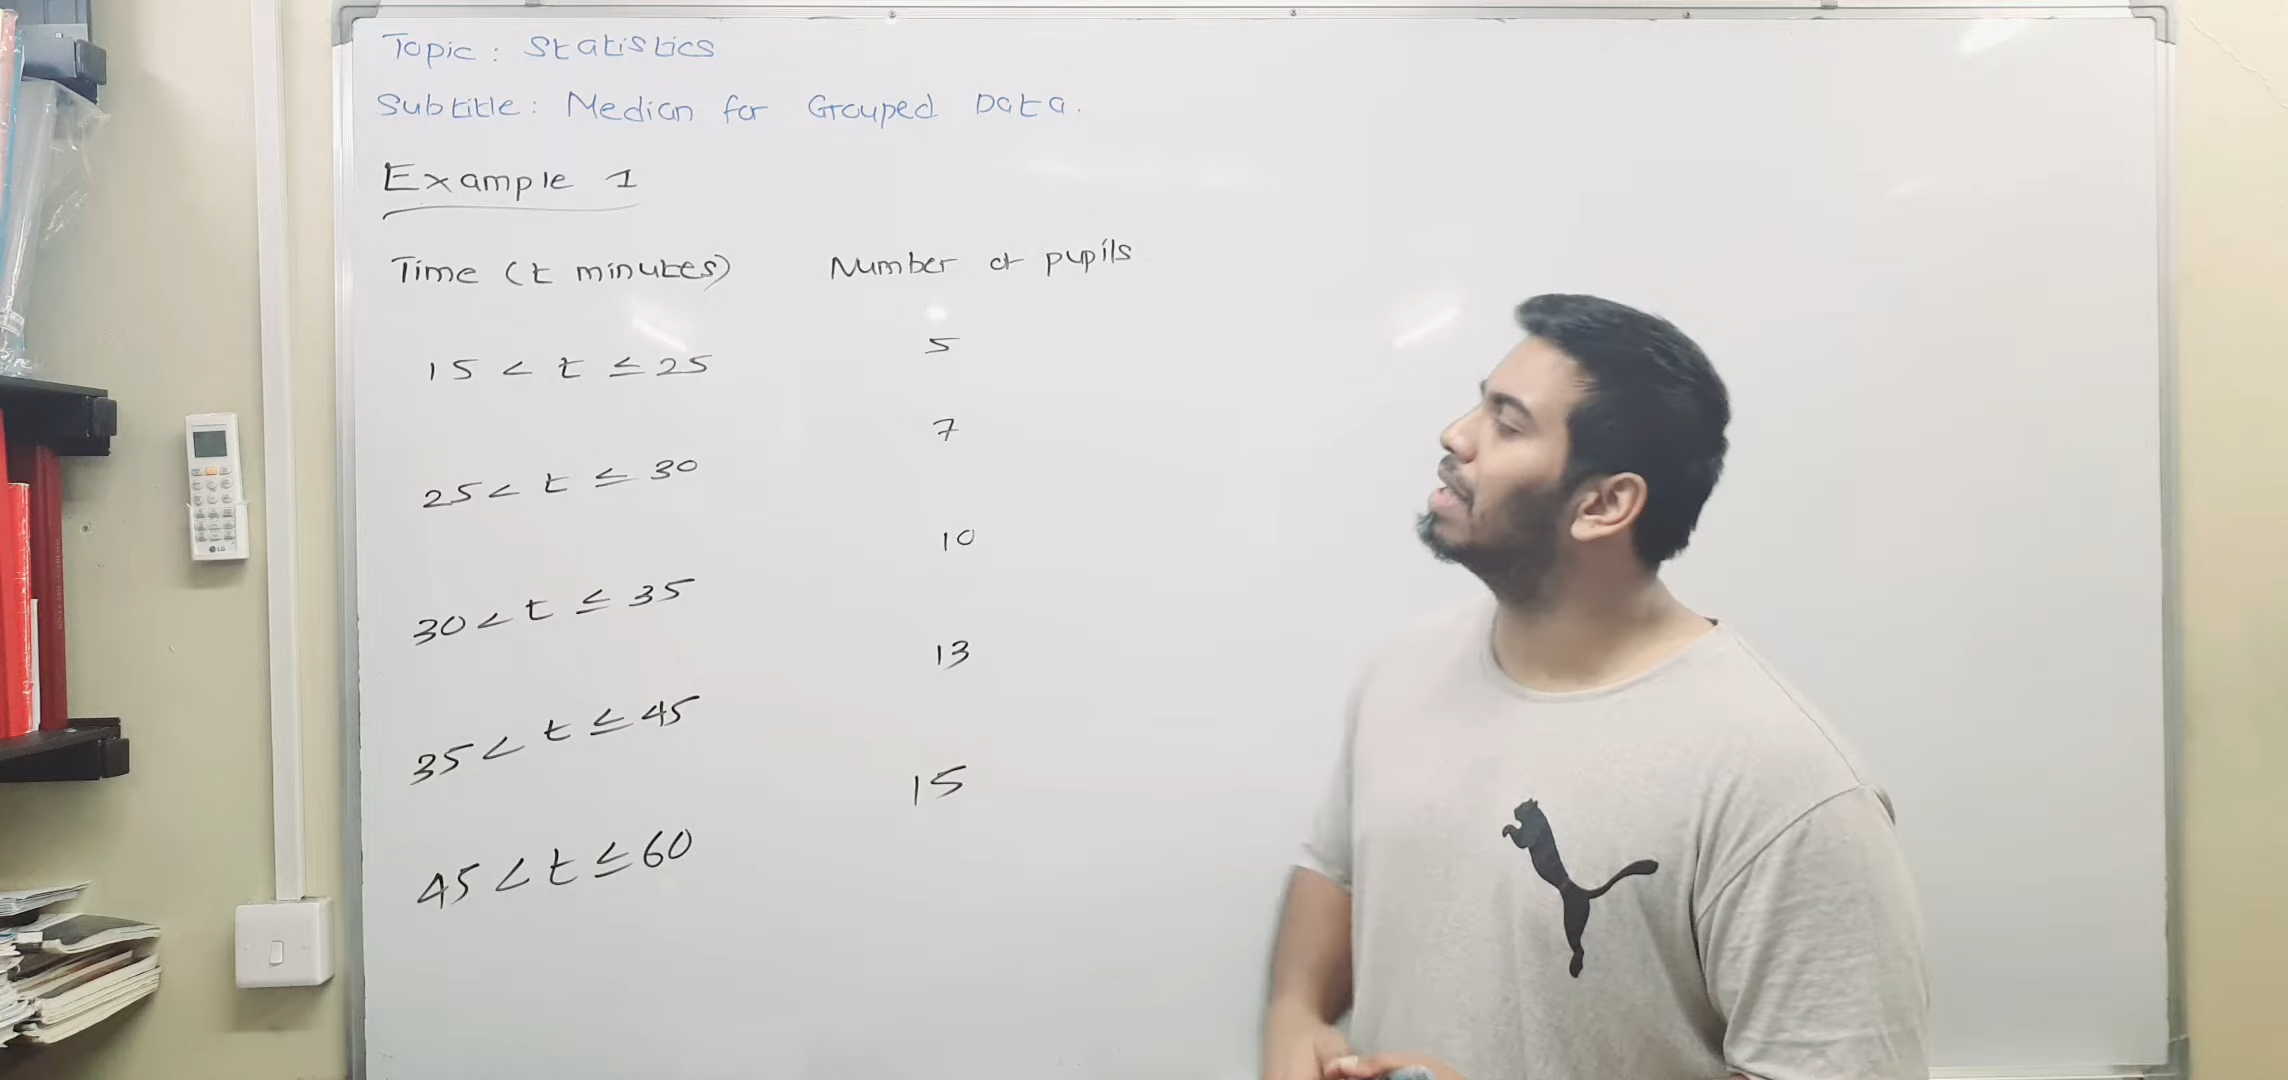 Topic: Statistics
Subtitle: Median for Grouped Data.
Example 1
Time (t minutes) Number of pupils
15 < t ≤ 25 5
25 < t ≤ 30 7
30 < t ≤ 35 10
35 < t ≤ 45 13
45 < t ≤ 60 15
LG